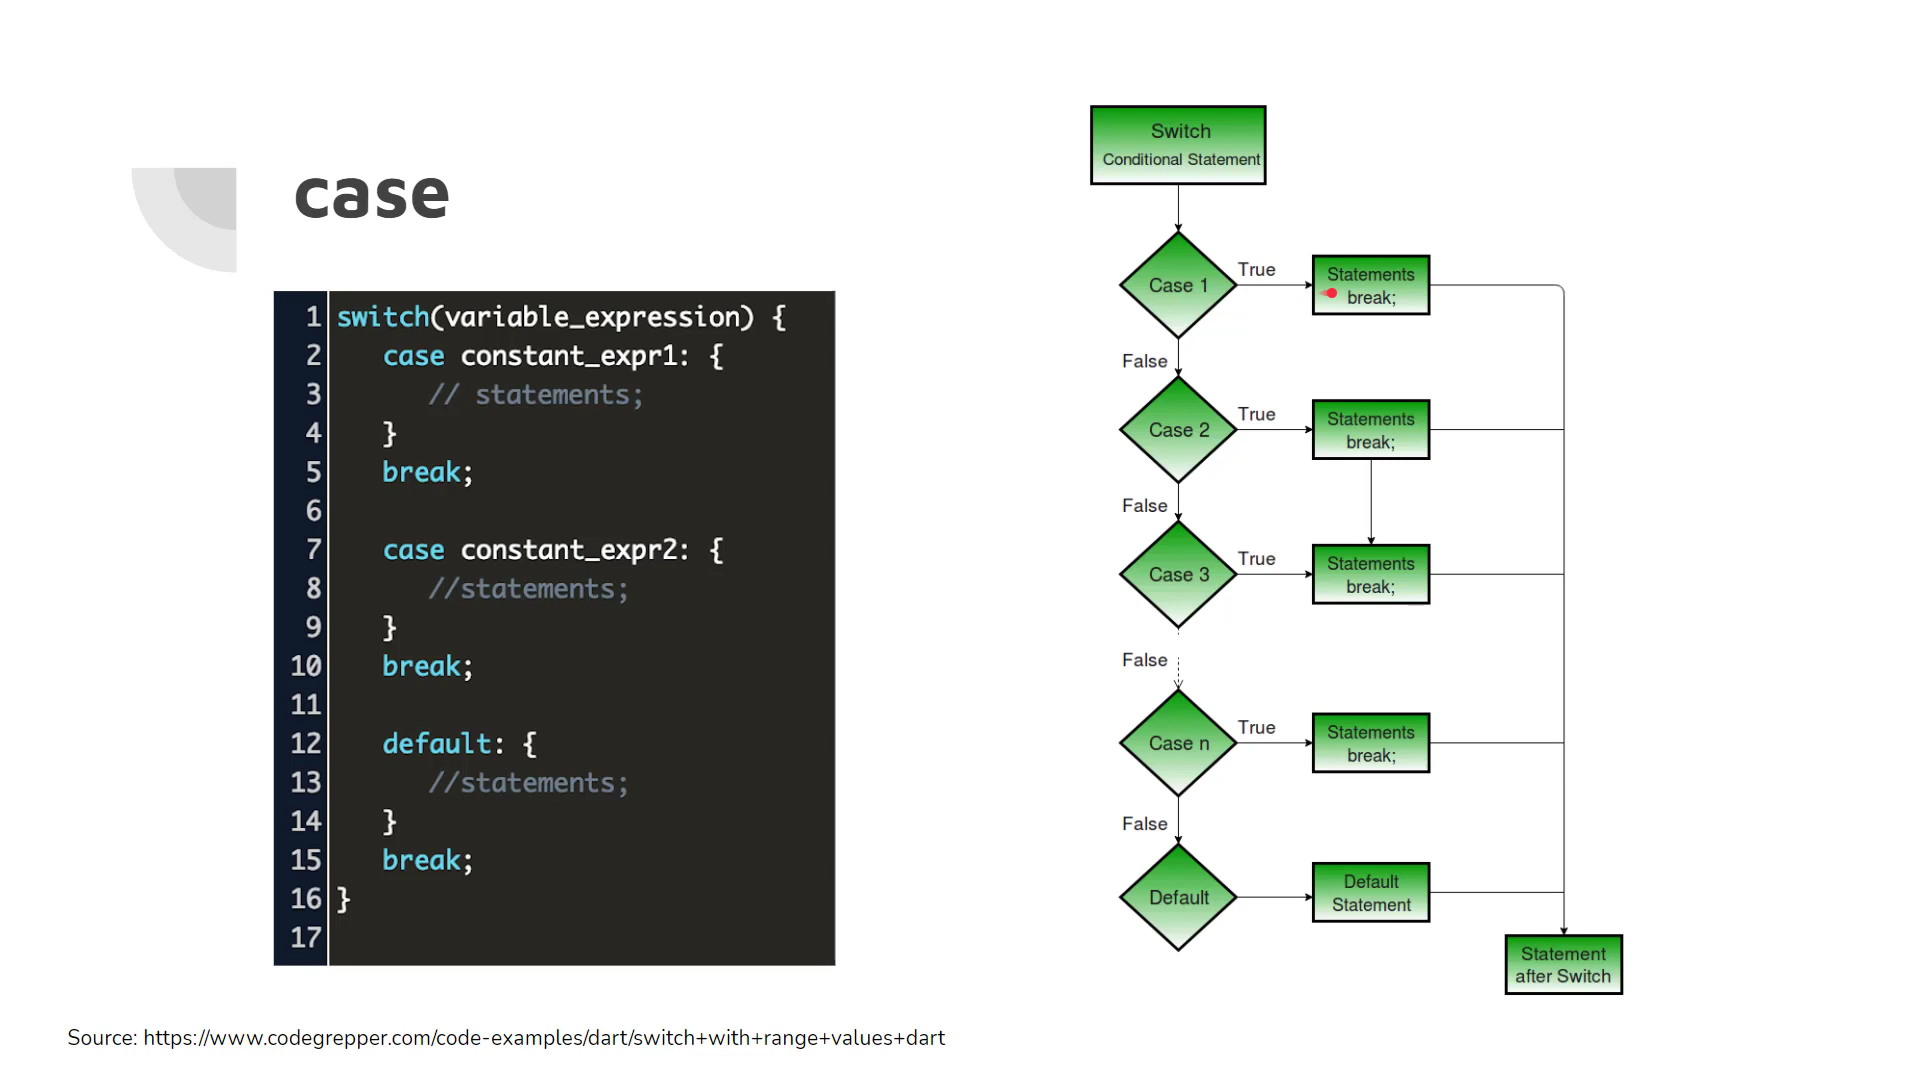 case
1 switch(variable_expression) {
2 case constant_expr1: {
3 // statements;
4 }
5 break;
6
7 case constant_expr2: {
8 //statements;
9 }
10 break;
11
12 default: {
13 //statements;
14 }
15 break;
16 }
17
Source: https://www.codegrepper.com/code-examples/dart/switch+with+range+values+dart
Switch
Conditional Statement
Case 1
True
Statements
break;
False
Case 2
True
Statements
break;
False
Case 3
True
Statements
break;
False
Case n
True
Statements
break;
False
Default
Default
Statement
Statement
after Switch